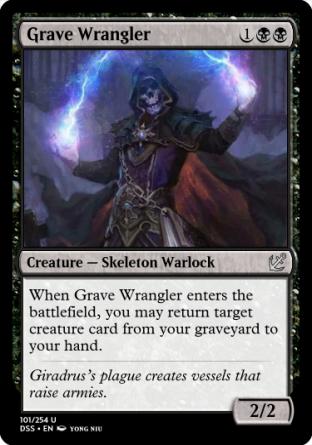 Grave Wrangler 1
Creature — Skeleton Warlock
When Grave Wrangler enters the
battlefield, you may return target
creature card from your graveyard to
your hand.
Giradrus's plague creates vessels that
raise armies.
2/2
101/254 U
DSS • EN YONG NIU